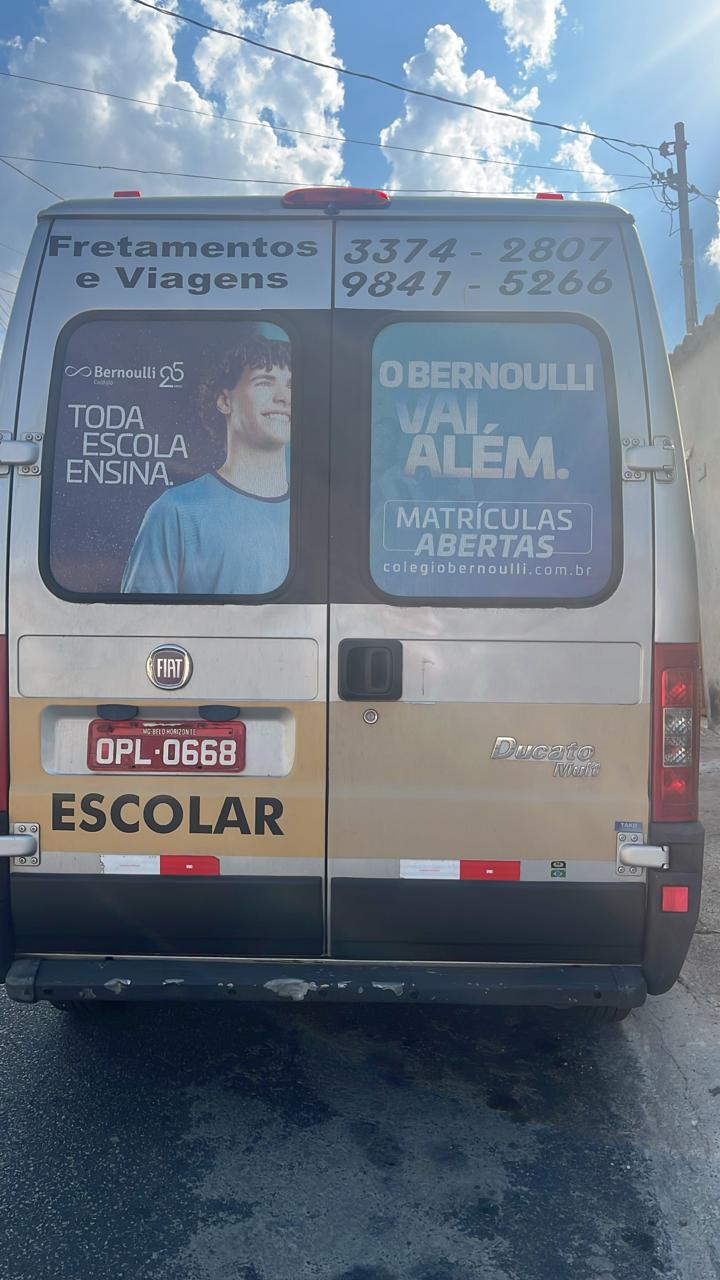 Fretamentos
e Viagens
3374 - 2807
9841 - 5266
Bernoulli 25
Colégio
TODA
ESCOLA
ENSINA.
O BERNOULLI
VAI
ALÉM.
MATRÍCULAS
ABERTAS
colegiobernoulli.com.br
FIAT
MG-BELO HORIZONTE
OPL·0668
Ducato
Multi
ESCOLAR
TAKO